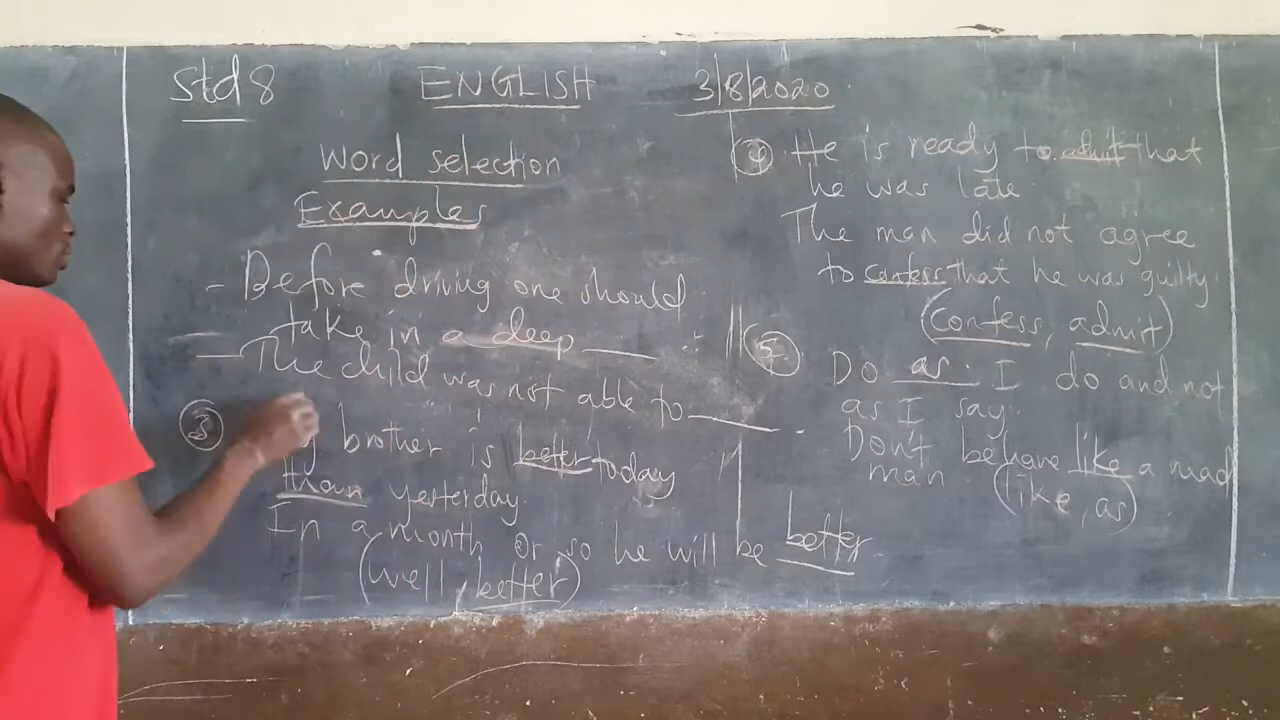 Std 8 ENGLISH 3/8/2020
Word selection
Examples
- Before driving one should
take in a deep ____ .
- The child was not able to ____ .
③ brother is better today
than yesterday.
In a month or so he will be better.
(well, better)
④ He is ready to admit that
he was late.
The man did not agree
to confess that he was guilty.
(confess, admit)
⑤ Do as I do and not
as I say.
Don't behave like a mad
man
(like, as)